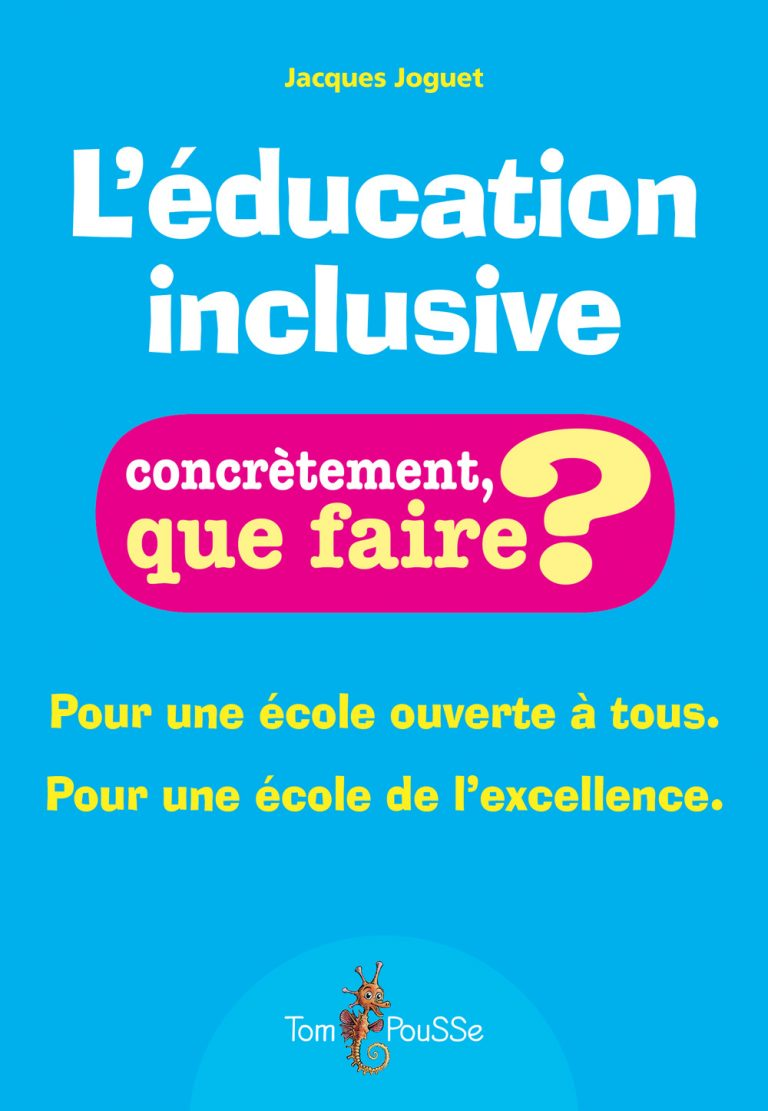 Jacques Joguet
L’éducation
inclusive
concrètement,
que faire ?
Pour une école ouverte à tous.
Pour une école de l’excellence.
Tom PouSSe